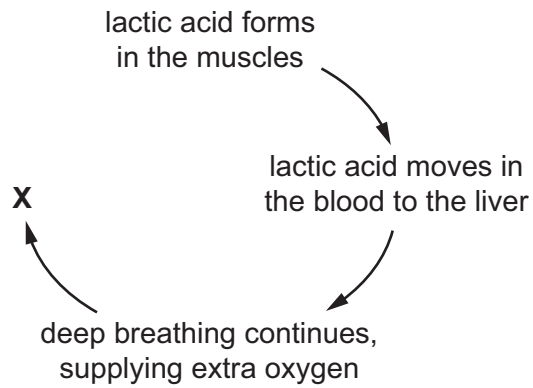 lactic acid forms
in the muscles
lactic acid moves in
the blood to the liver
X
deep breathing continues,
supplying extra oxygen